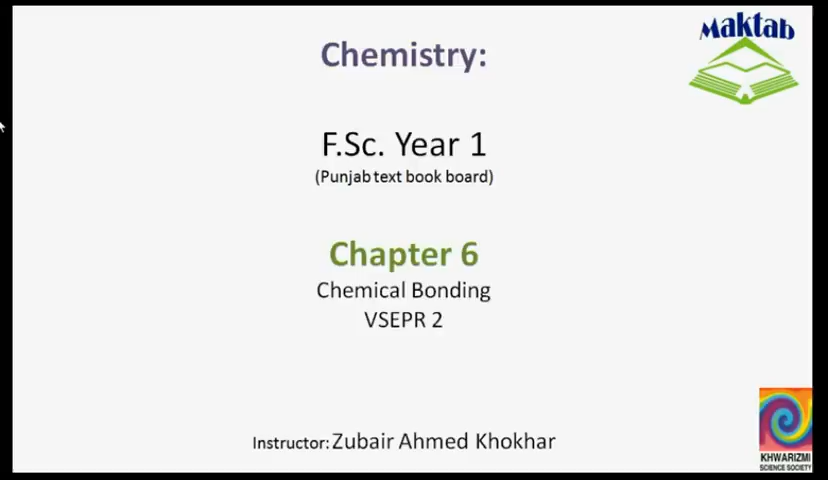 Maktab
Chemistry:
F.Sc. Year 1
(Punjab text book board)
Chapter 6
Chemical Bonding
VSEPR 2
Instructor: Zubair Ahmed Khokhar
KHWARIZMI
SCIENCE SOCIETY